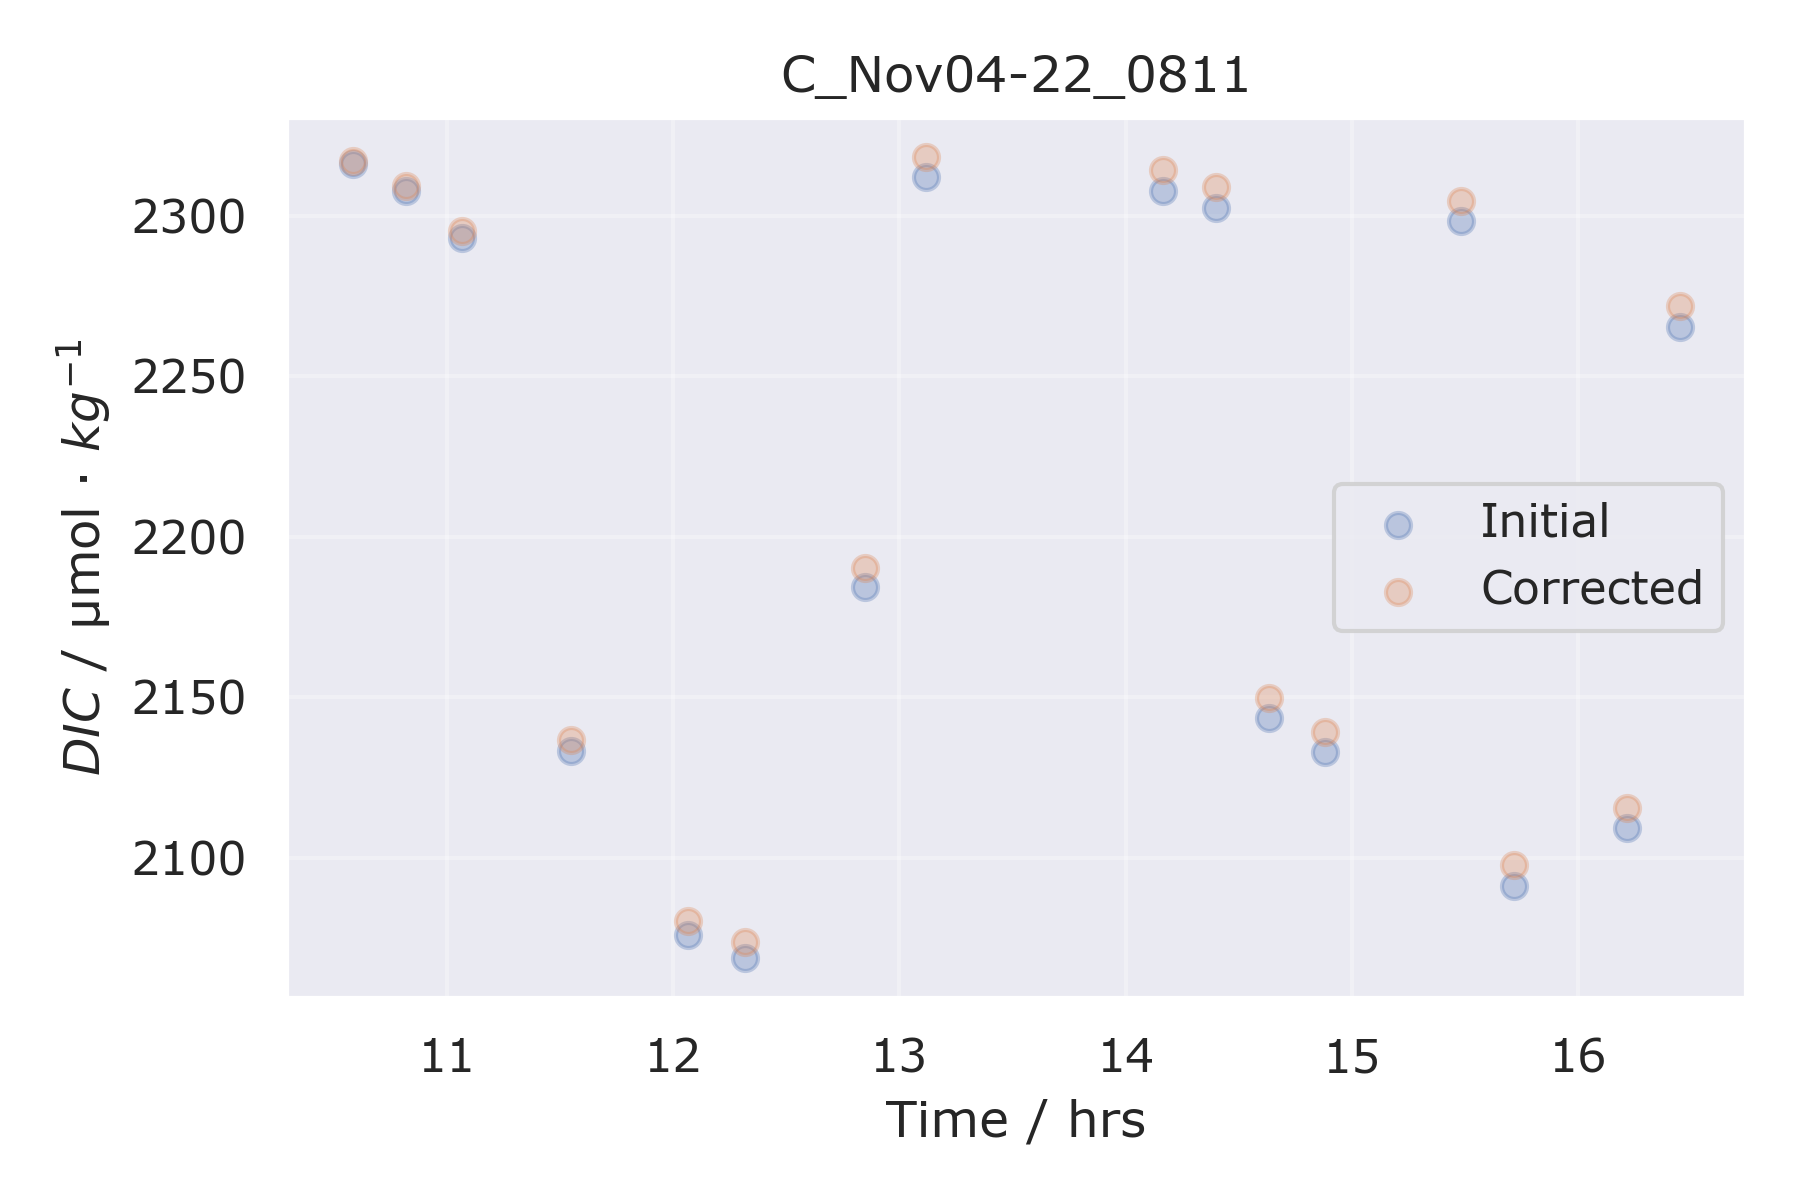 C_Nov04-22_0811
2300
2250
2200
2150
2100
DIC / µmol · kg⁻¹
Initial
Corrected
11 12 13 14 15 16
Time / hrs